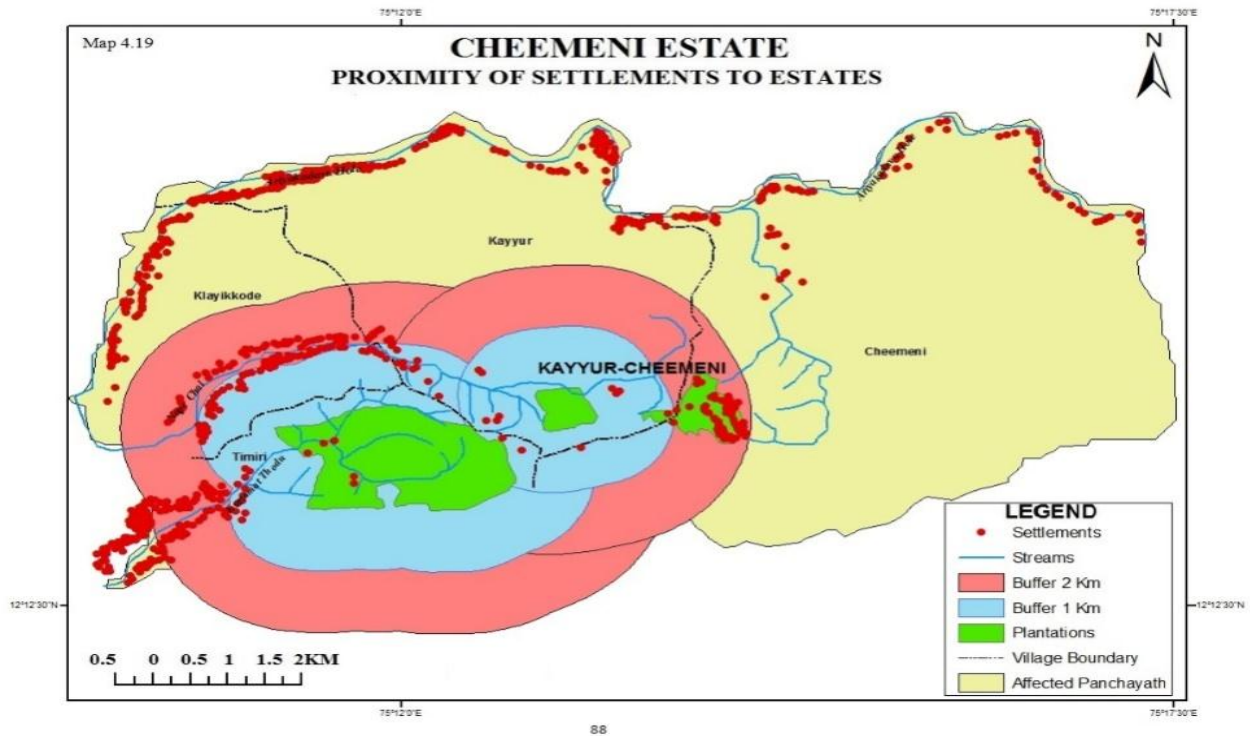 75°12'0"E
75°17'30"E
Map 4.19
CHEEMENI ESTATE
PROXIMITY OF SETTLEMENTS TO ESTATES
N
Kayyur
Klayikkode
Cheemeni
KAYYUR-CHEEMENI
Timiri
LEGEND
Settlements
Streams
Buffer 2 Km
Buffer 1 Km
Plantations
Village Boundary
Affected Panchayath
12°12'30"N
12°12'30"N
0.5 0 0.5 1 1.5 2KM
75°12'0"E
75°17'30"E
88